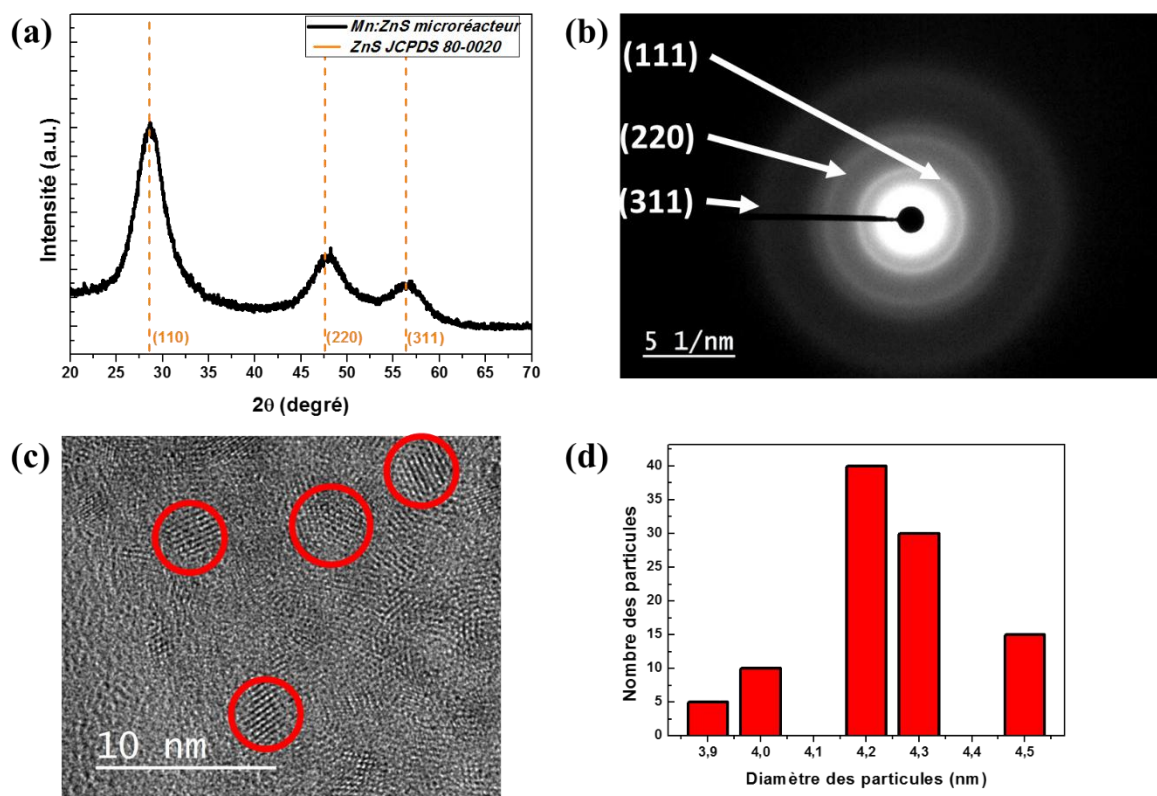 (a)
Mn:ZnS microréacteur
ZnS JCPDS 80-0020
Intensité (a.u.)
(110)
(220)
(311)
20 25 30 35 40 45 50 55 60 65 70
2θ (degré)
(b)
(111)
(220)
(311)
5 1/nm
(c)
10 nm
(d)
Nombre des particules
40
35
30
25
20
15
10
5
0
3,9 4,0 4,1 4,2 4,3 4,4 4,5
Diamètre des particules (nm)